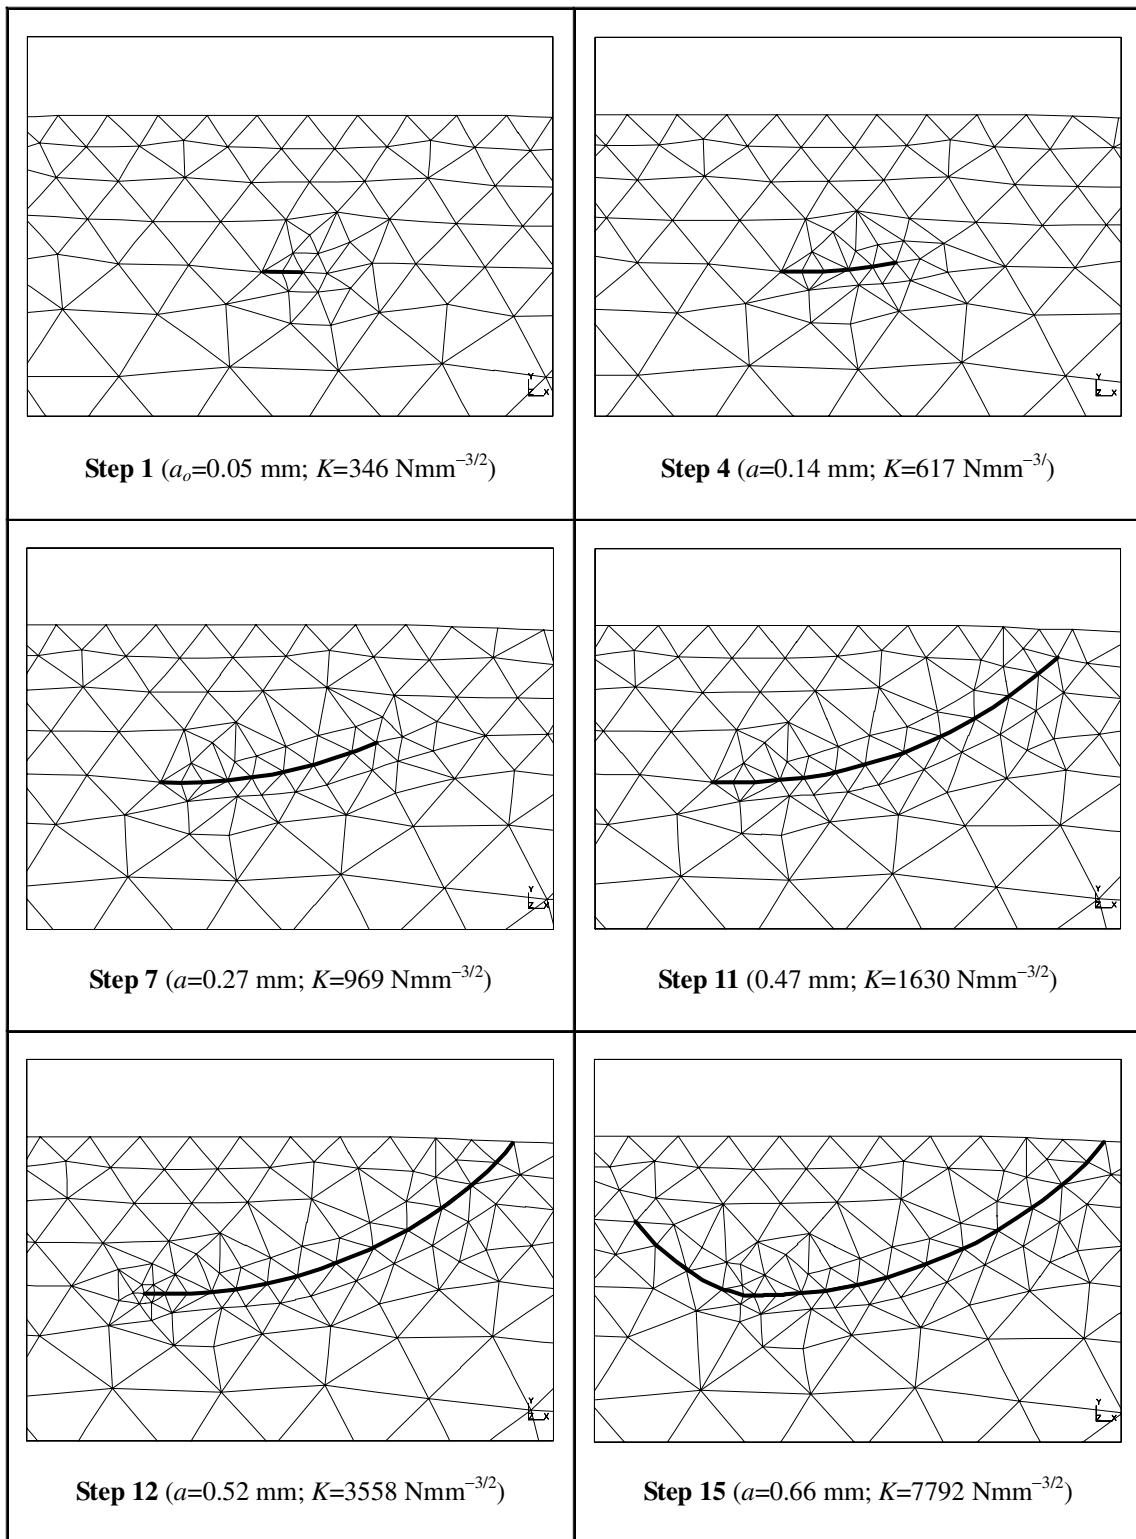 Y
Z X
Step 1 (ao=0.05 mm; K=346 Nmm–3/2)
Y
Z X
Step 4 (a=0.14 mm; K=617 Nmm–3/)
Y
Z X
Step 7 (a=0.27 mm; K=969 Nmm–3/2)
Y
Z X
Step 11 (0.47 mm; K=1630 Nmm–3/2)
Y
Z X
Step 12 (a=0.52 mm; K=3558 Nmm–3/2)
Y
Z X
Step 15 (a=0.66 mm; K=7792 Nmm–3/2)